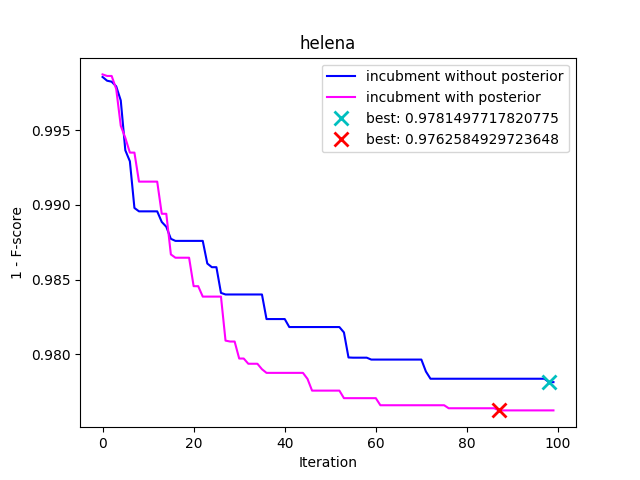 helena
incubment without posterior
incubment with posterior
best: 0.9781497717820775
best: 0.9762584929723648
1 - F-score
0.995
0.990
0.985
0.980
0 20 40 60 80 100
Iteration